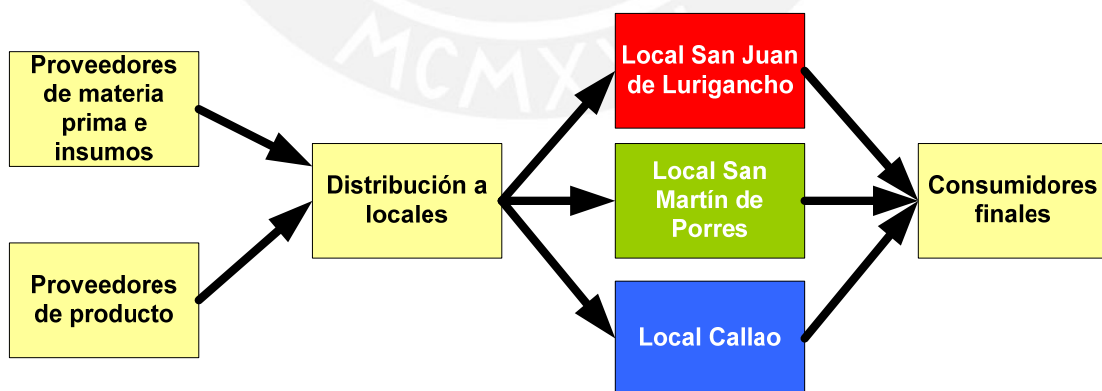 MCMX
Proveedores
de materia
prima e
insumos
Proveedores
de producto
Distribución a
locales
Local San Juan
de Lurigancho
Local San
Martín de
Porres
Local Callao
Consumidores
finales